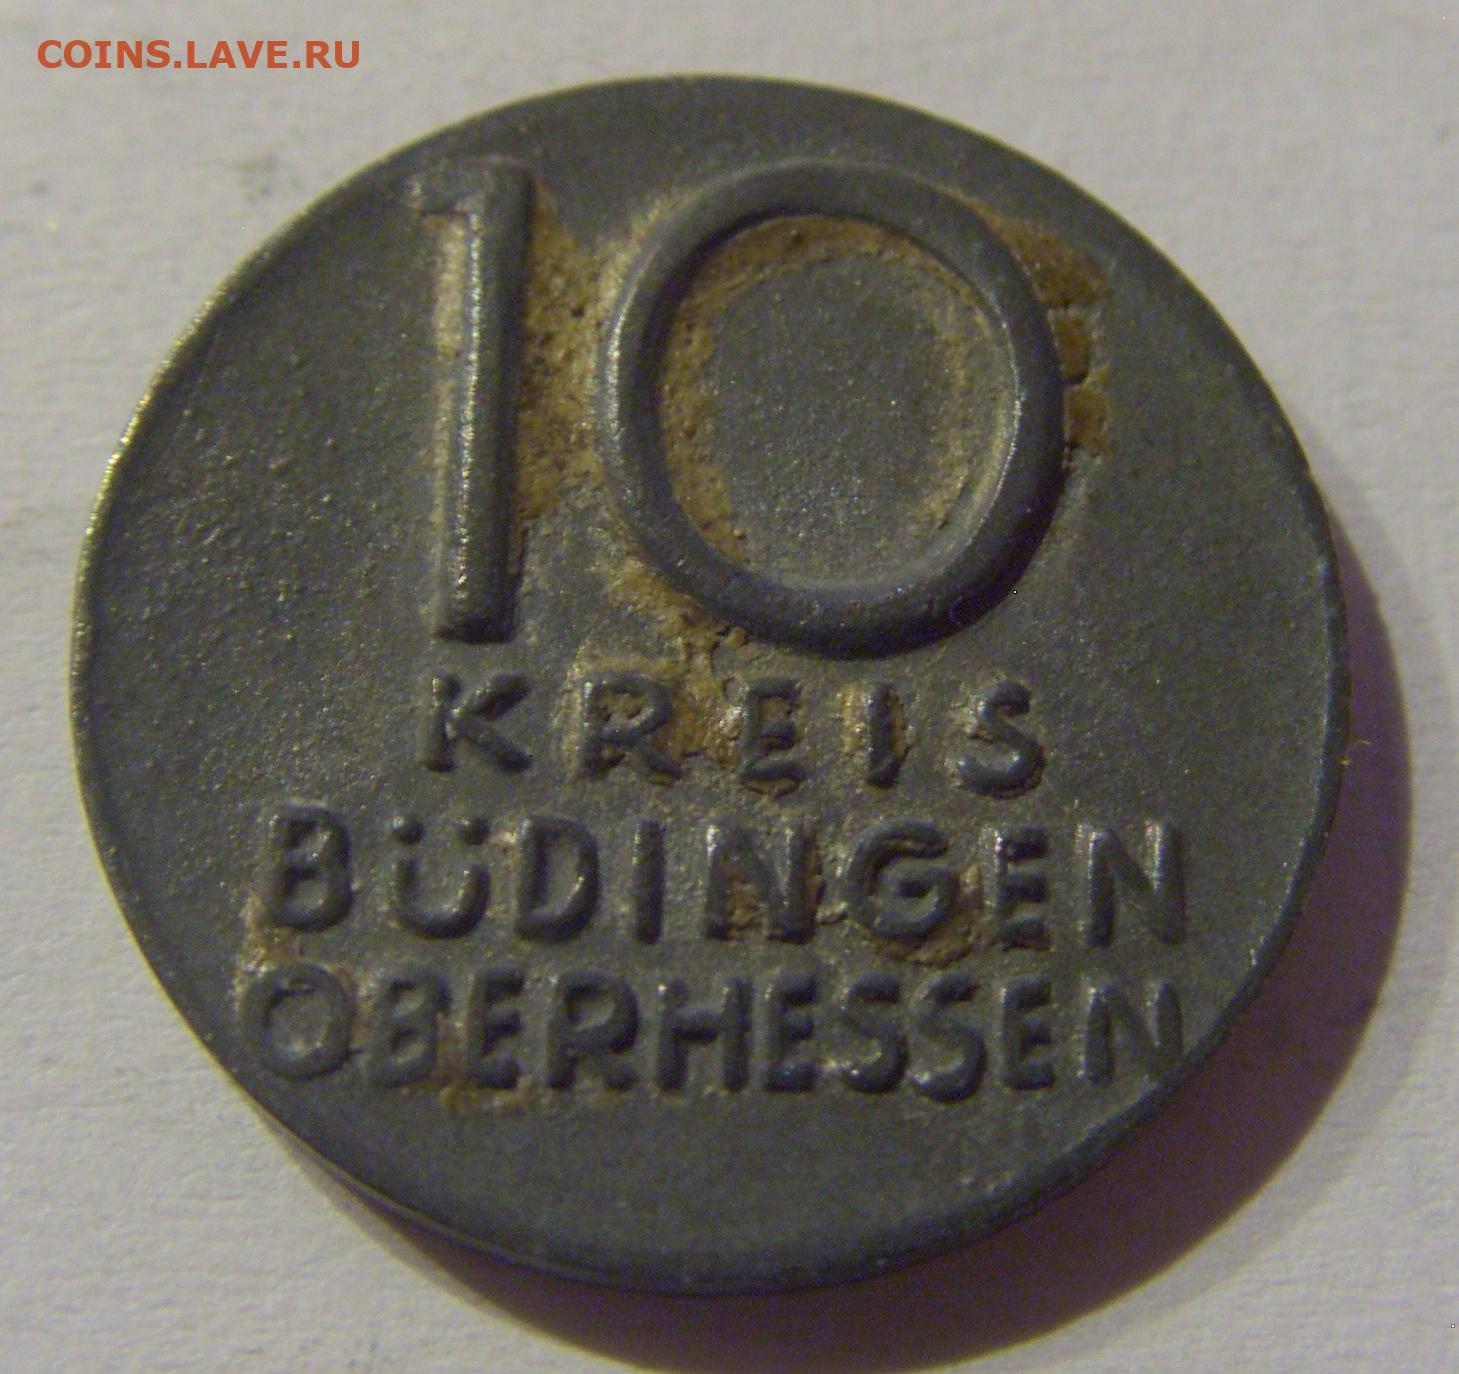 COINS.LAVE.RU
10
KREIS
BÜDINGEN
OBERHESSEN